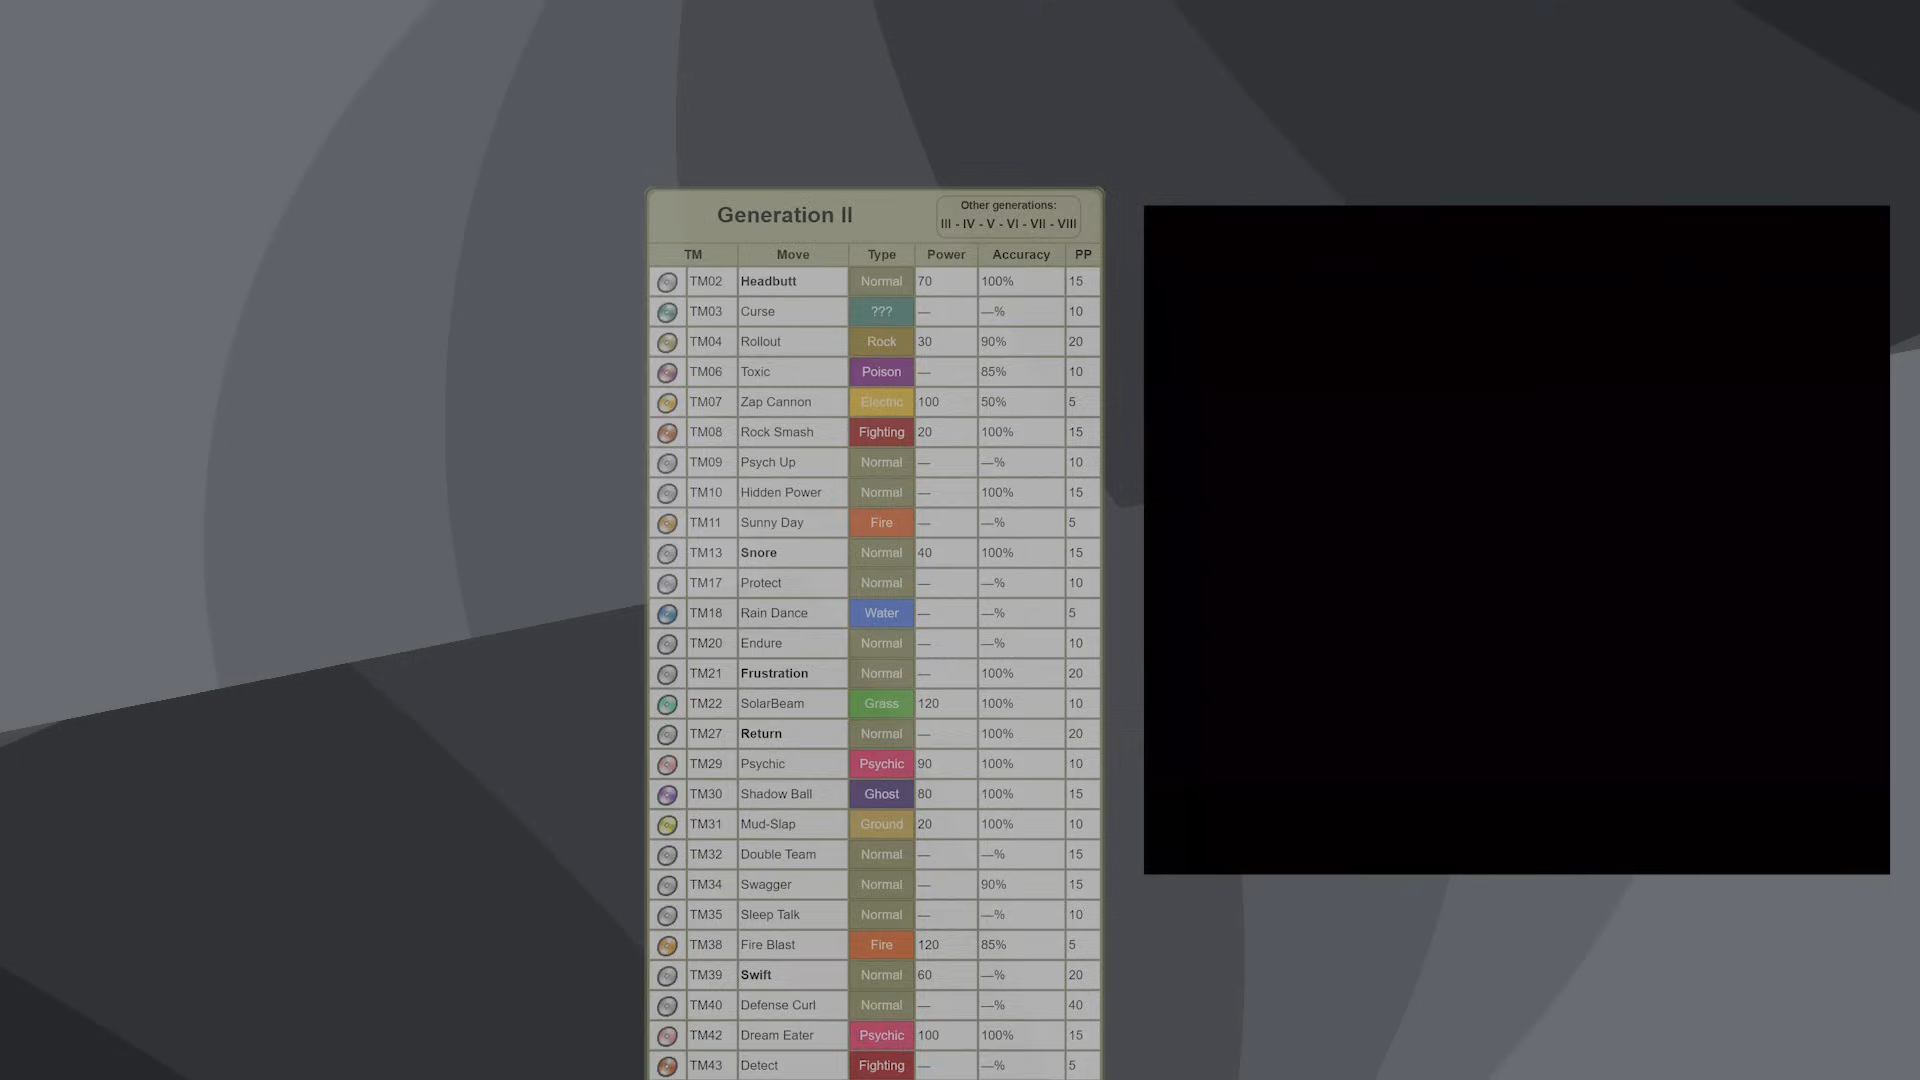 Generation II
Other generations:
III - IV - V - VI - VII - VIII
TM Move Type Power Accuracy PP
TM02 Headbutt Normal 70 100% 15
TM03 Curse ??? — —% 10
TM04 Rollout Rock 30 90% 20
TM06 Toxic Poison — 85% 10
TM07 Zap Cannon Electric 100 50% 5
TM08 Rock Smash Fighting 20 100% 15
TM09 Psych Up Normal — —% 10
TM10 Hidden Power Normal — 100% 15
TM11 Sunny Day Fire — —% 5
TM13 Snore Normal 40 100% 15
TM17 Protect Normal — —% 10
TM18 Rain Dance Water — —% 5
TM20 Endure Normal — —% 10
TM21 Frustration Normal — 100% 20
TM22 SolarBeam Grass 120 100% 10
TM27 Return Normal — 100% 20
TM29 Psychic Psychic 90 100% 10
TM30 Shadow Ball Ghost 80 100% 15
TM31 Mud-Slap Ground 20 100% 10
TM32 Double Team Normal — —% 15
TM34 Swagger Normal — 90% 15
TM35 Sleep Talk Normal — —% 10
TM38 Fire Blast Fire 120 85% 5
TM39 Swift Normal 60 —% 20
TM40 Defense Curl Normal — —% 40
TM42 Dream Eater Psychic 100 100% 15
TM43 Detect Fighting — —% 5